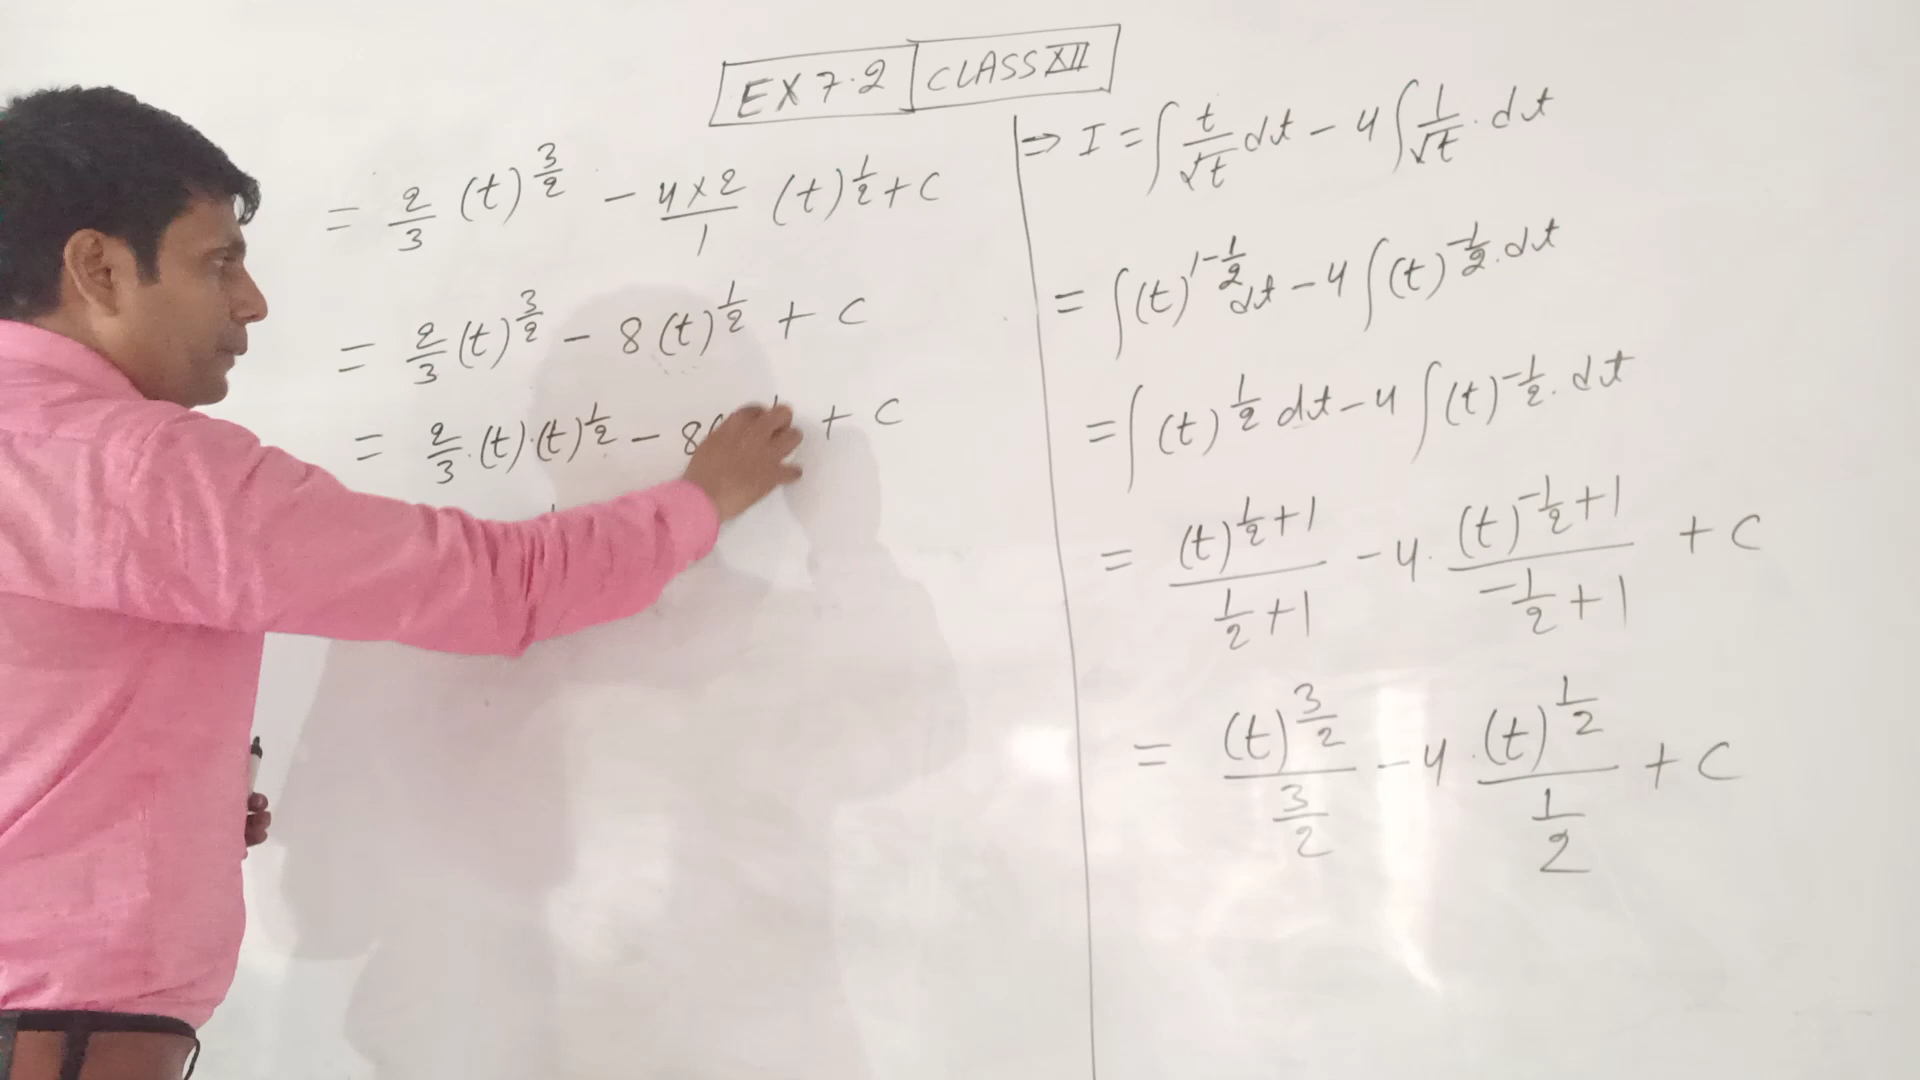 EX 7.2 CLASS XII
= 2/3 (t)^3/2 - 4×2/1 (t)^1/2 + C
= 2/3 (t)^3/2 - 8 (t)^1/2 + C
= 2/3 . (t).(t)^1/2 - 8( + C
⇒ I = ∫ t/√t dt - 4 ∫ 1/√t . dt
= ∫ (t)^1-1/2 dt - 4 ∫ (t)^-1/2 . dt
= ∫ (t)^1/2 dt - 4 ∫ (t)^-1/2 . dt
= (t)^1/2+1 / 1/2+1 - 4 . (t)^-1/2+1 / -1/2+1 + C
= (t)^3/2 / 3/2 - 4 . (t)^1/2 / 1/2 + C